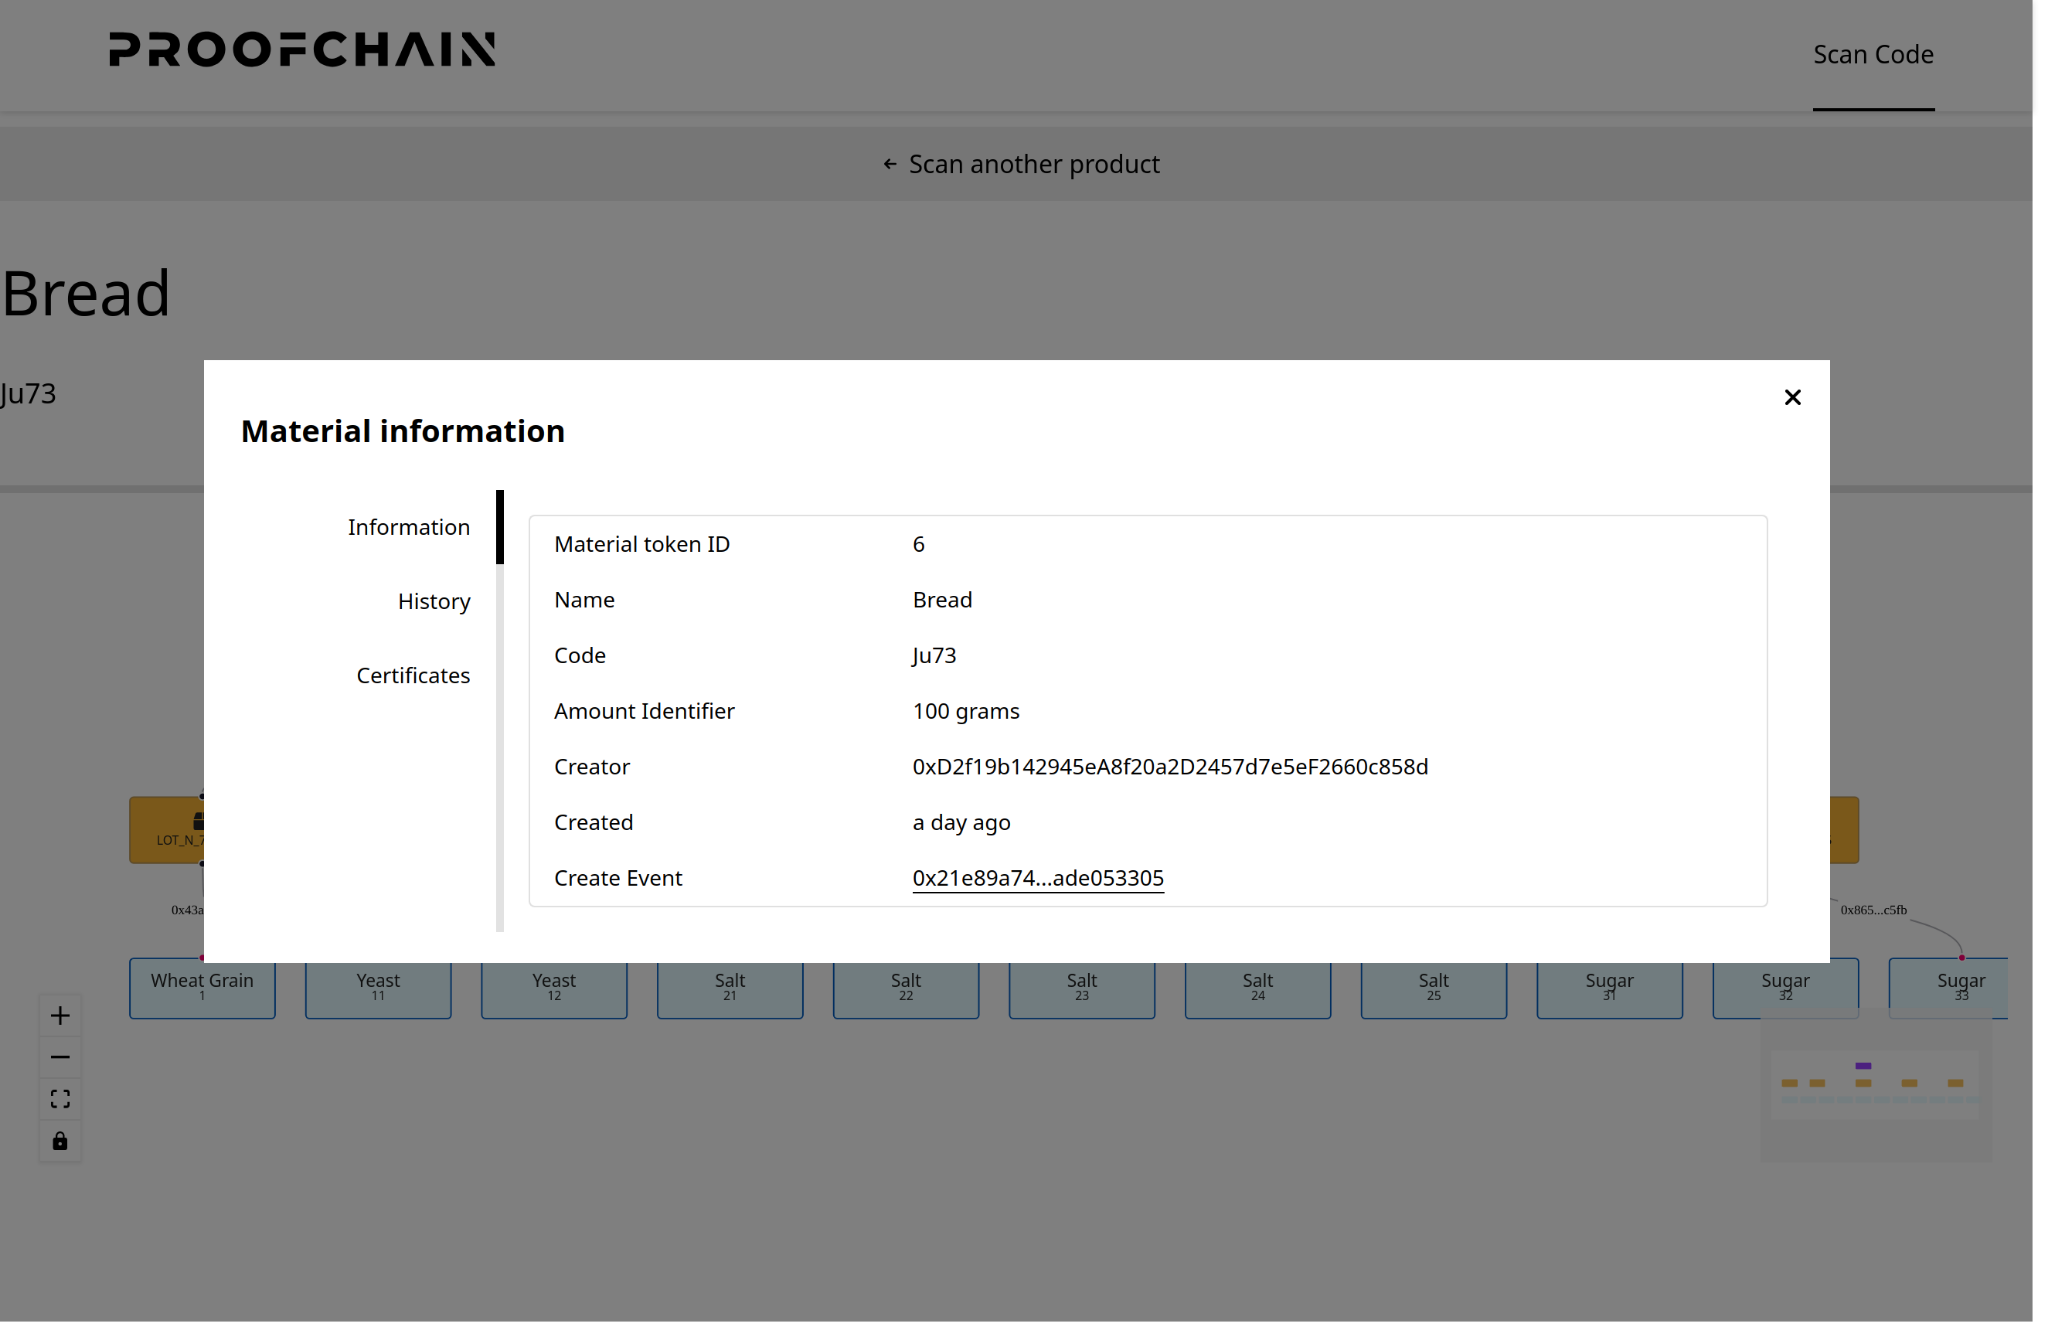 PROOFCHAIN
Scan Code
← Scan another product
Bread
Ju73
Material information
Information
History
Certificates
Material token ID 6
Name Bread
Code Ju73
Amount Identifier 100 grams
Creator 0xD2f19b142945eA8f20a2D2457d7e5eF2660c858d
Created a day ago
Create Event 0x21e89a74...ade053305
LOT_N_7
0x43a
0x865...c5fb
Wheat Grain
1
Yeast
11
Yeast
12
Salt
21
Salt
22
Salt
23
Salt
24
Salt
25
Sugar
31
Sugar
32
Sugar
33